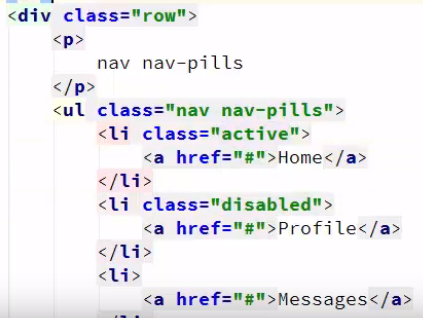 <div class="row">
<p>
nav nav-pills
</p>
<ul class="nav nav-pills">
<li class="active">
<a href="#">Home</a>
</li>
<li class="disabled">
<a href="#">Profile</a>
</li>
<li>
<a href="#">Messages</a>
</li>